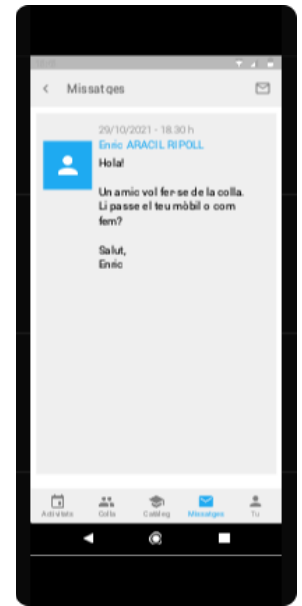 Missatges
29/10/2021 - 18.30 h
Enric ARACIL RIPOLL
Hola!
Un amic vol fer-se de la colla.
Li passe el teu mòbil o com
fem?
Salut,
Enric
Activitats
Colla
Catàleg
Missatges
Tu